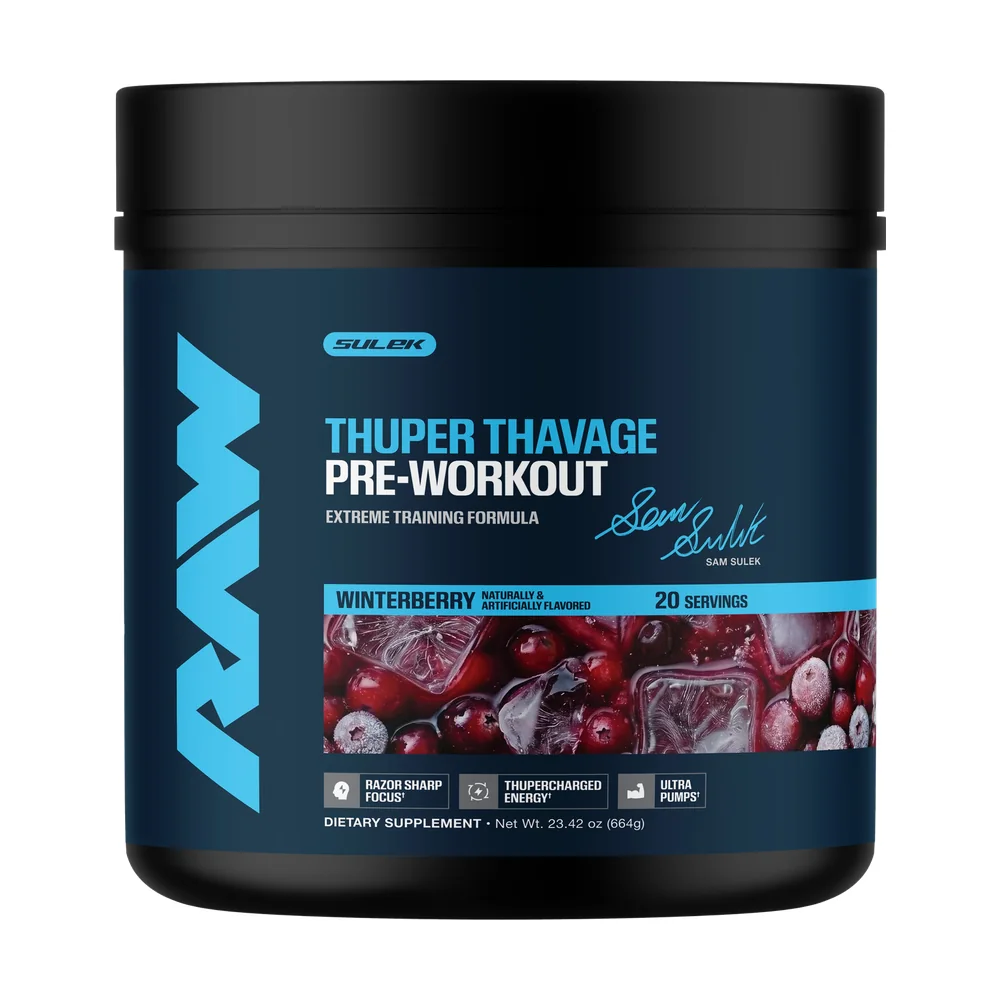 RAW
SULEK
THUPER THAVAGE
PRE-WORKOUT
EXTREME TRAINING FORMULA
Sam Sulek
SAM SULEK
WINTERBERRY NATURALLY &
ARTIFICIALLY FLAVORED
20 SERVINGS
RAZOR SHARP
FOCUS†
THUPERCHARGED
ENERGY†
ULTRA
PUMPS†
DIETARY SUPPLEMENT • Net Wt. 23.42 oz (664g)